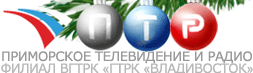 ПТР
ПРИМОРСКОЕ ТЕЛЕВИДЕНИЕ И РАДИО
ФИЛИАЛ ВГТРК «ГТРК «ВЛАДИВОСТОК»